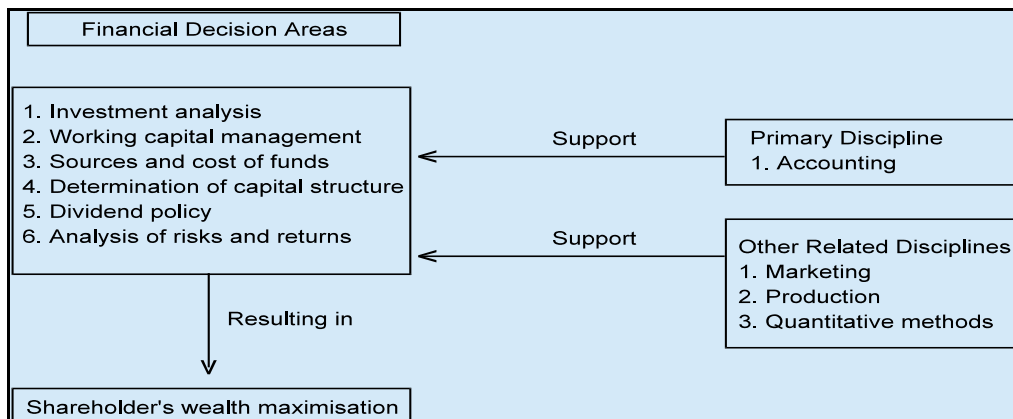 Financial Decision Areas
1. Investment analysis
2. Working capital management
3. Sources and cost of funds
4. Determination of capital structure
5. Dividend policy
6. Analysis of risks and returns
Support
Primary Discipline
1. Accounting
Support
Other Related Disciplines
1. Marketing
2. Production
3. Quantitative methods
Resulting in
Shareholder's wealth maximisation